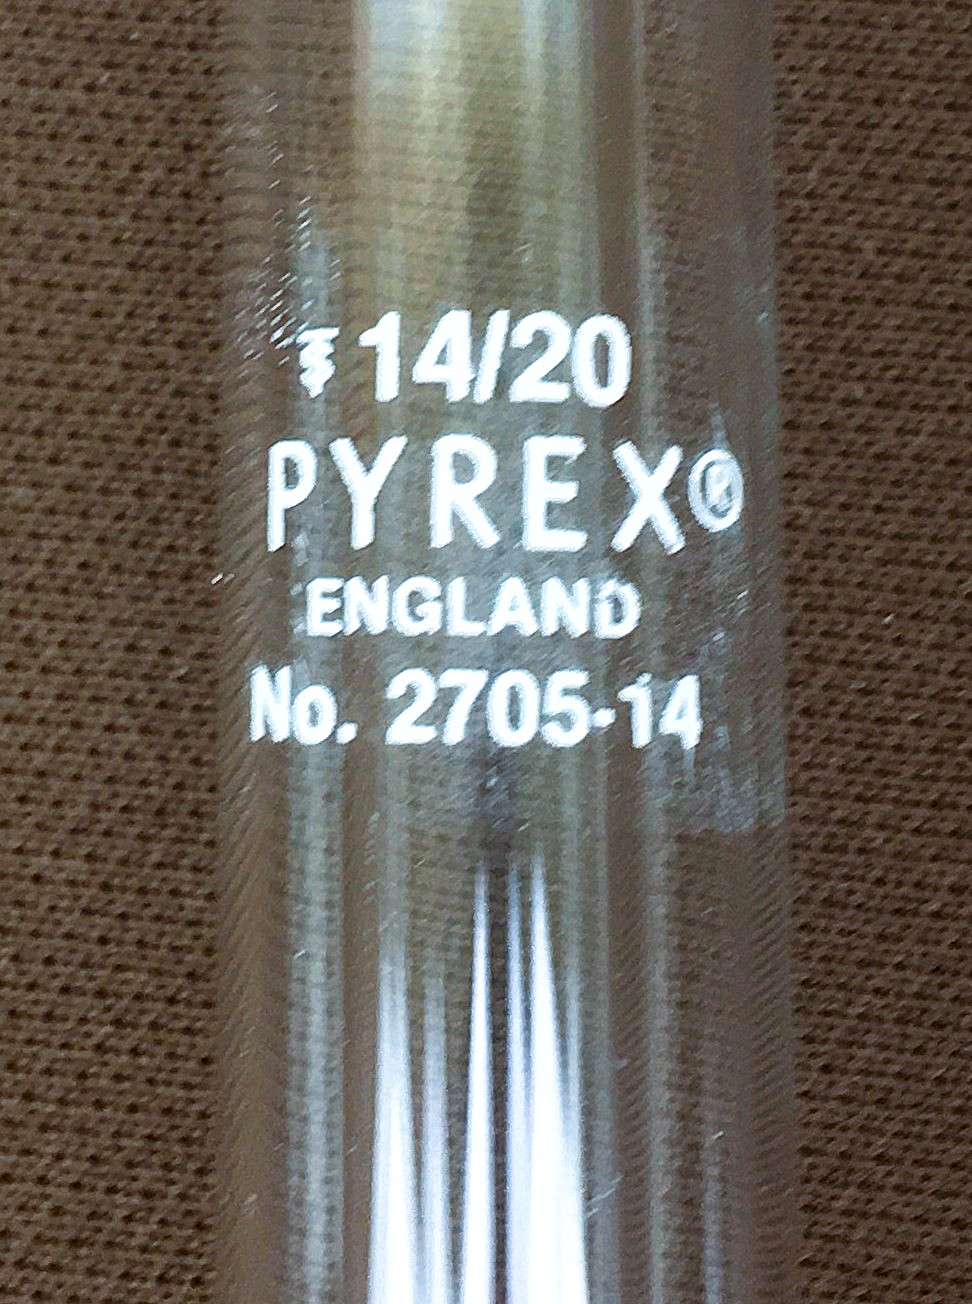 ⏇ 14/20
PYREX®
ENGLAND
No. 2705-14